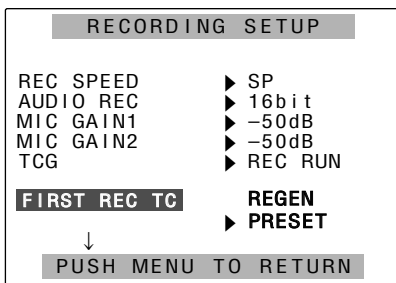 RECORDING SETUP
REC SPEED ▶ SP
AUDIO REC ▶ 16bit
MIC GAIN1 ▶ –50dB
MIC GAIN2 ▶ –50dB
TCG ▶ REC RUN
FIRST REC TC REGEN
▶ PRESET
↓
PUSH MENU TO RETURN